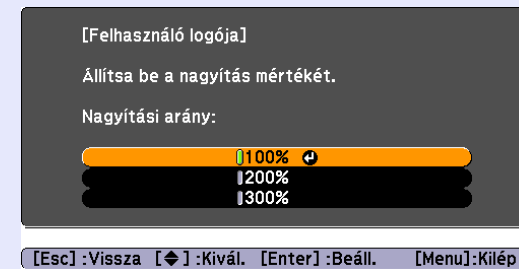 [Felhasználó logója]
Állítsa be a nagyítás mértékét.
Nagyítási arány:
100%
200%
300%
[Esc] :Vissza [◆] :Kivál. [Enter] :Beáll. [Menu]:Kilép